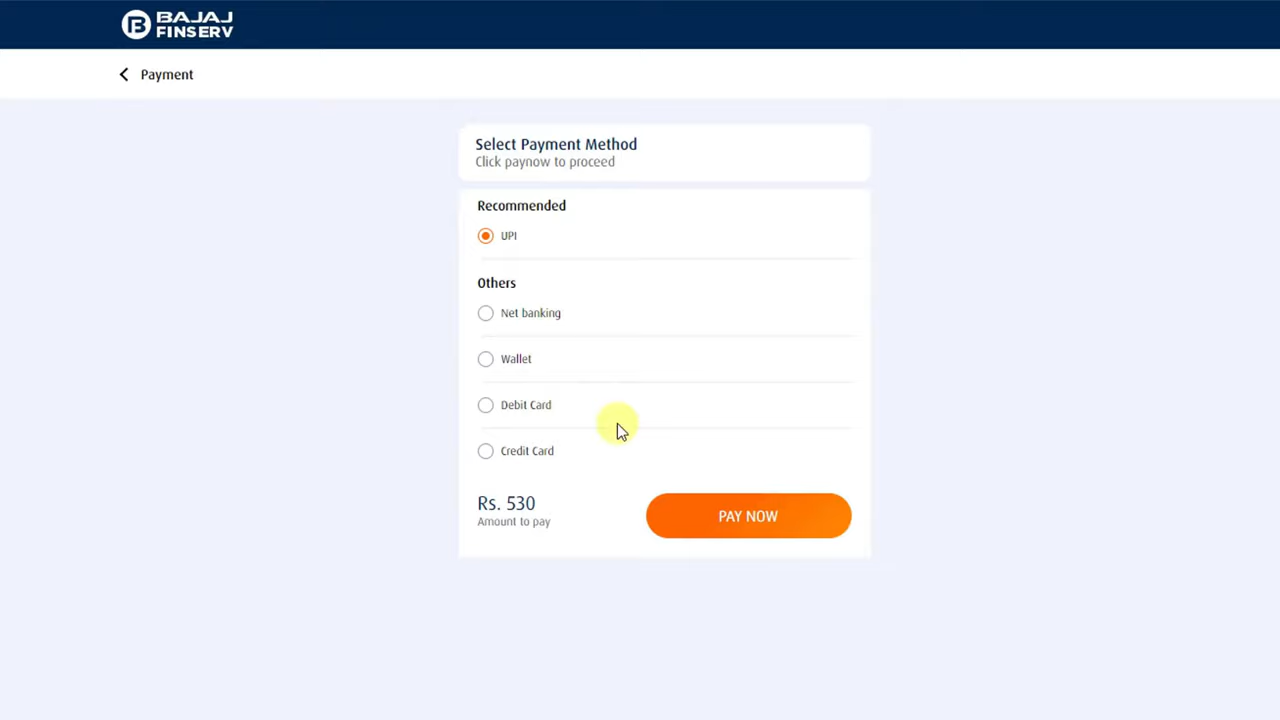 BAJAJ
FINSERV
Payment
Select Payment Method
Click paynow to proceed
Recommended
UPI
Others
Net banking
Wallet
Debit Card
Credit Card
Rs. 530
Amount to pay
PAY NOW